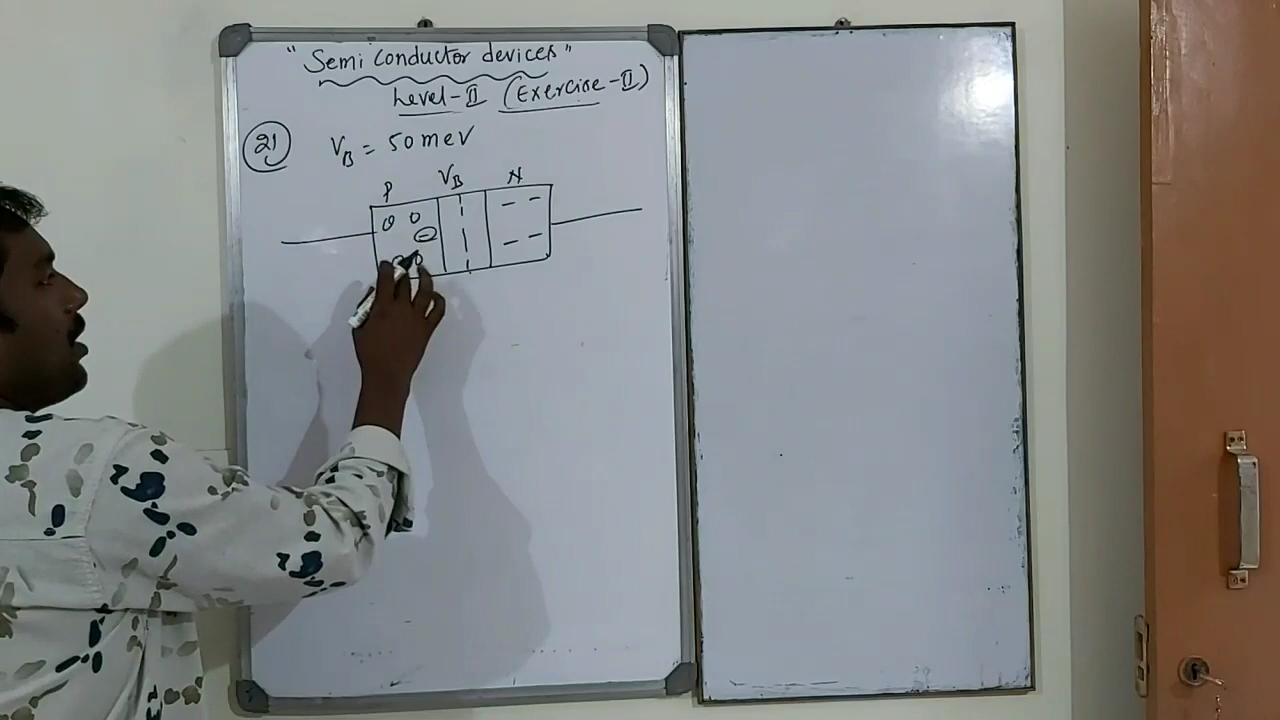 "Semi Conductor devices"
Level-II (Exercise-II)
21 V_B = 50 meV
P V_B N